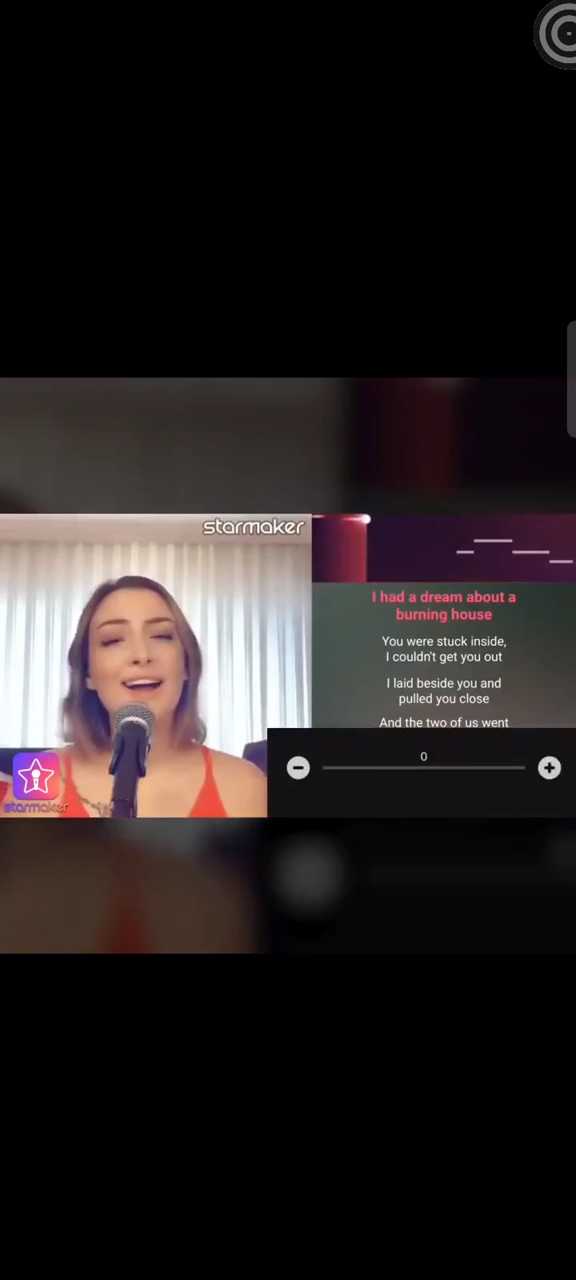 starmaker
I had a dream about a
burning house
You were stuck inside,
I couldn't get you out
I laid beside you and
pulled you close
And the two of us went
0
starmaker